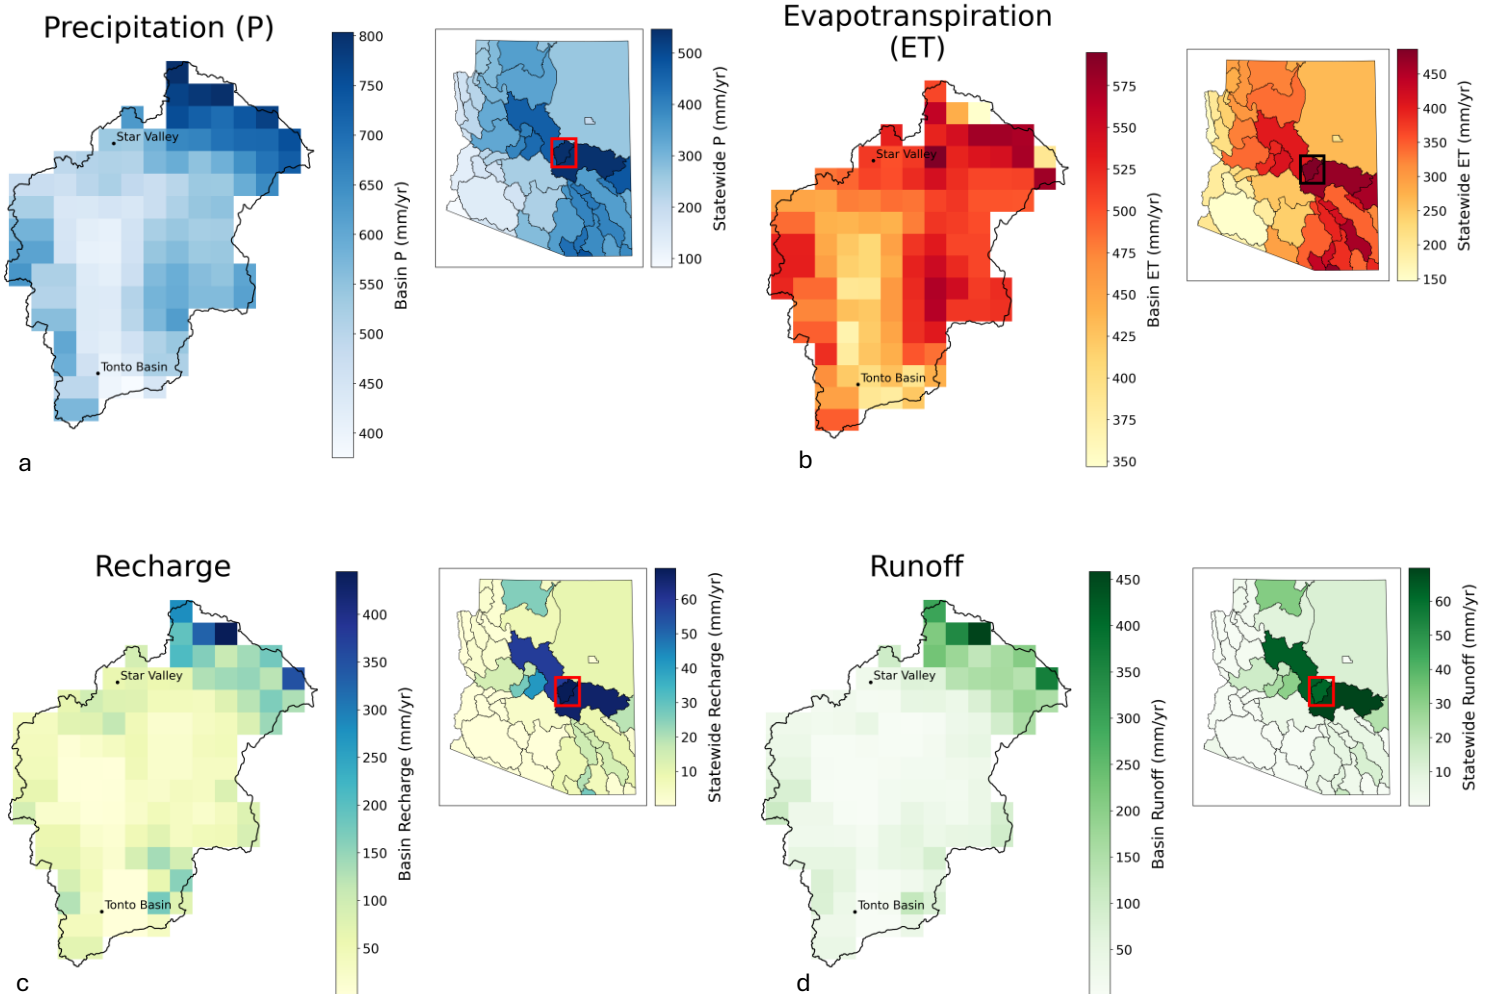 Precipitation (P)
800
750
700
650
600
550
500
450
400
Basin P (mm/yr)
Star Valley
Tonto Basin
500
400
300
200
100
Statewide P (mm/yr)
a
Evapotranspiration
(ET)
575
550
525
500
475
450
425
400
375
350
Basin ET (mm/yr)
Star Valley
Tonto Basin
450
400
350
300
250
200
150
Statewide ET (mm/yr)
b
Recharge
400
350
300
250
200
150
100
50
Basin Recharge (mm/yr)
Star Valley
Tonto Basin
60
50
40
30
20
10
Statewide Recharge (mm/yr)
c
Runoff
450
400
350
300
250
200
150
100
50
Basin Runoff (mm/yr)
Star Valley
Tonto Basin
60
50
40
30
20
10
Statewide Runoff (mm/yr)
d